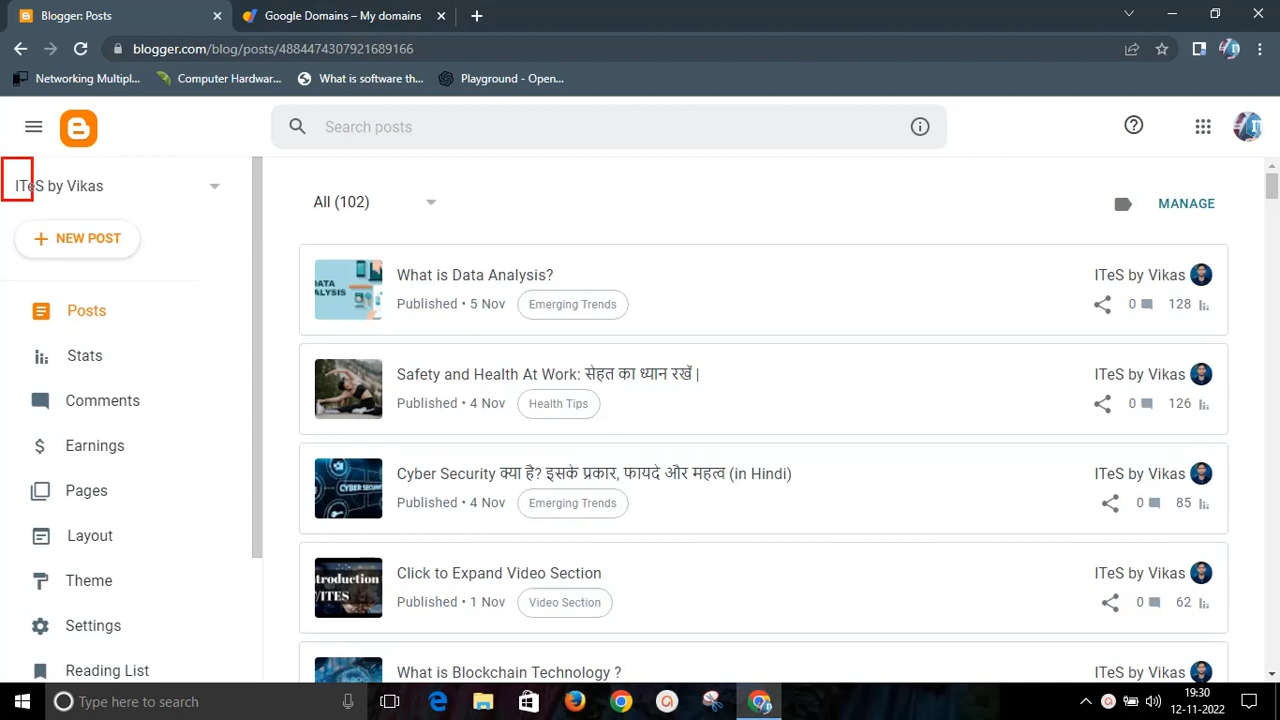 Blogger: Posts
Google Domains – My domains
blogger.com/blog/posts/4884474307921689166
Networking Multipl...
Computer Hardwar...
What is software th...
Playground - Open...
Search posts
ITeS by Vikas
All (102)
MANAGE
NEW POST
Posts
Stats
Comments
Earnings
Pages
Layout
Theme
Settings
Reading List
DATA
ALYSIS
What is Data Analysis?
ITeS by Vikas
Published • 5 Nov
Emerging Trends
0
128
Safety and Health At Work: सेहत का ध्यान रखें |
ITeS by Vikas
Published • 4 Nov
Health Tips
0
126
CYBER SECURI
Cyber Security क्या है? इसके प्रकार, फायदे और महत्व (in Hindi)
ITeS by Vikas
Published • 4 Nov
Emerging Trends
0
85
troduction
/ITES
Click to Expand Video Section
ITeS by Vikas
Published • 1 Nov
Video Section
0
62
What is Blockchain Technology ?
ITeS by Vikas
Type here to search
19:30
12-11-2022